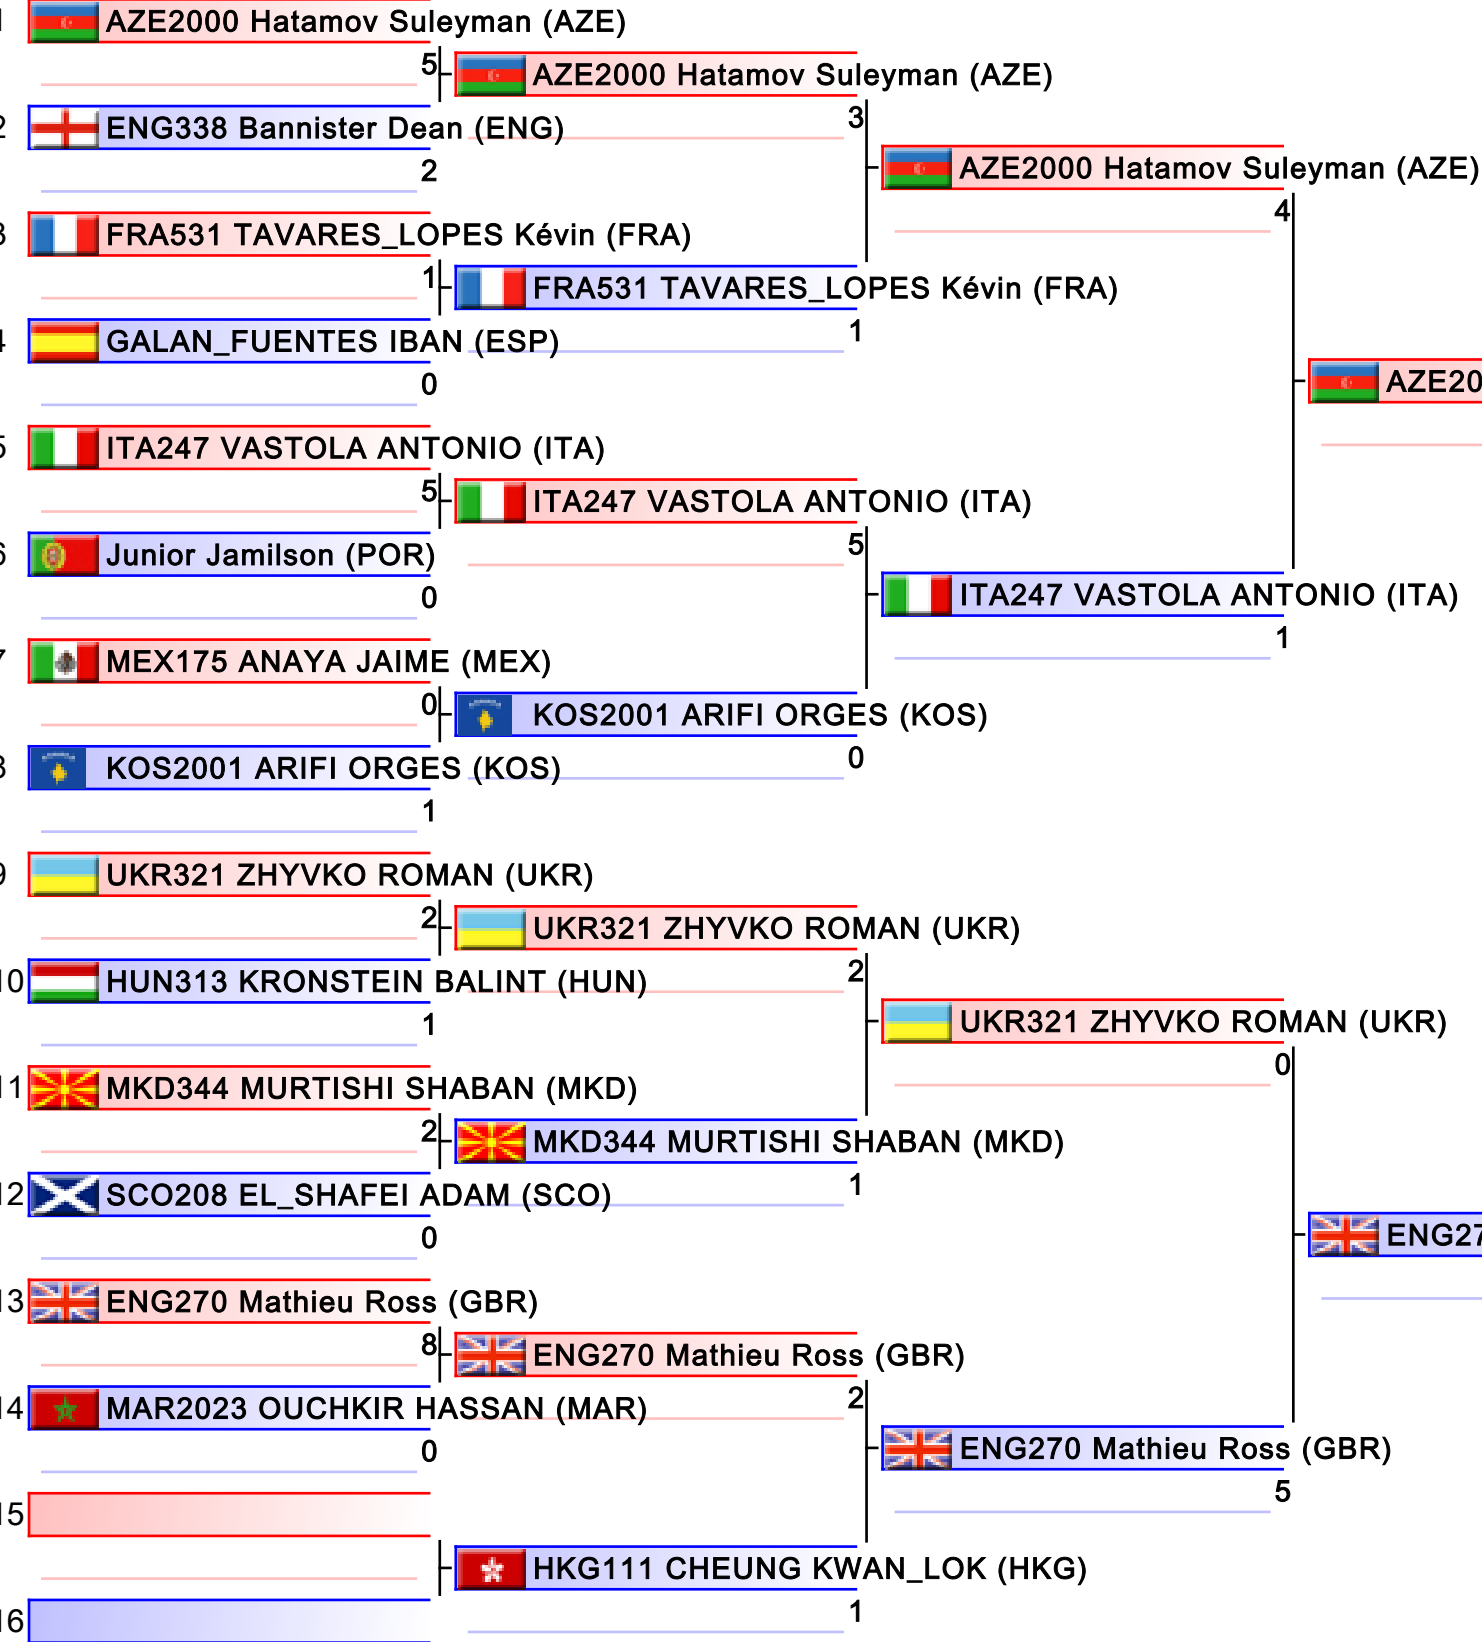 AZE2000 Hatamov Suleyman (AZE)
5
AZE2000 Hatamov Suleyman (AZE)
2
ENG338 Bannister Dean (ENG)
2
3
AZE2000 Hatamov Suleyman (AZE)
4
3
FRA531 TAVARES_LOPES Kévin (FRA)
1
FRA531 TAVARES_LOPES Kévin (FRA)
1
4
GALAN_FUENTES IBAN (ESP)
0
AZE20
5
ITA247 VASTOLA ANTONIO (ITA)
5
ITA247 VASTOLA ANTONIO (ITA)
5
6
Junior Jamilson (POR)
0
ITA247 VASTOLA ANTONIO (ITA)
1
7
MEX175 ANAYA JAIME (MEX)
0
KOS2001 ARIFI ORGES (KOS)
0
8
KOS2001 ARIFI ORGES (KOS)
1
9
UKR321 ZHYVKO ROMAN (UKR)
2
UKR321 ZHYVKO ROMAN (UKR)
2
10
HUN313 KRONSTEIN BALINT (HUN)
1
UKR321 ZHYVKO ROMAN (UKR)
0
11
MKD344 MURTISHI SHABAN (MKD)
2
MKD344 MURTISHI SHABAN (MKD)
1
12
SCO208 EL_SHAFEI ADAM (SCO)
0
ENG27
13
ENG270 Mathieu Ross (GBR)
8
ENG270 Mathieu Ross (GBR)
2
14
MAR2023 OUCHKIR HASSAN (MAR)
0
ENG270 Mathieu Ross (GBR)
5
15
HKG111 CHEUNG KWAN_LOK (HKG)
1
16